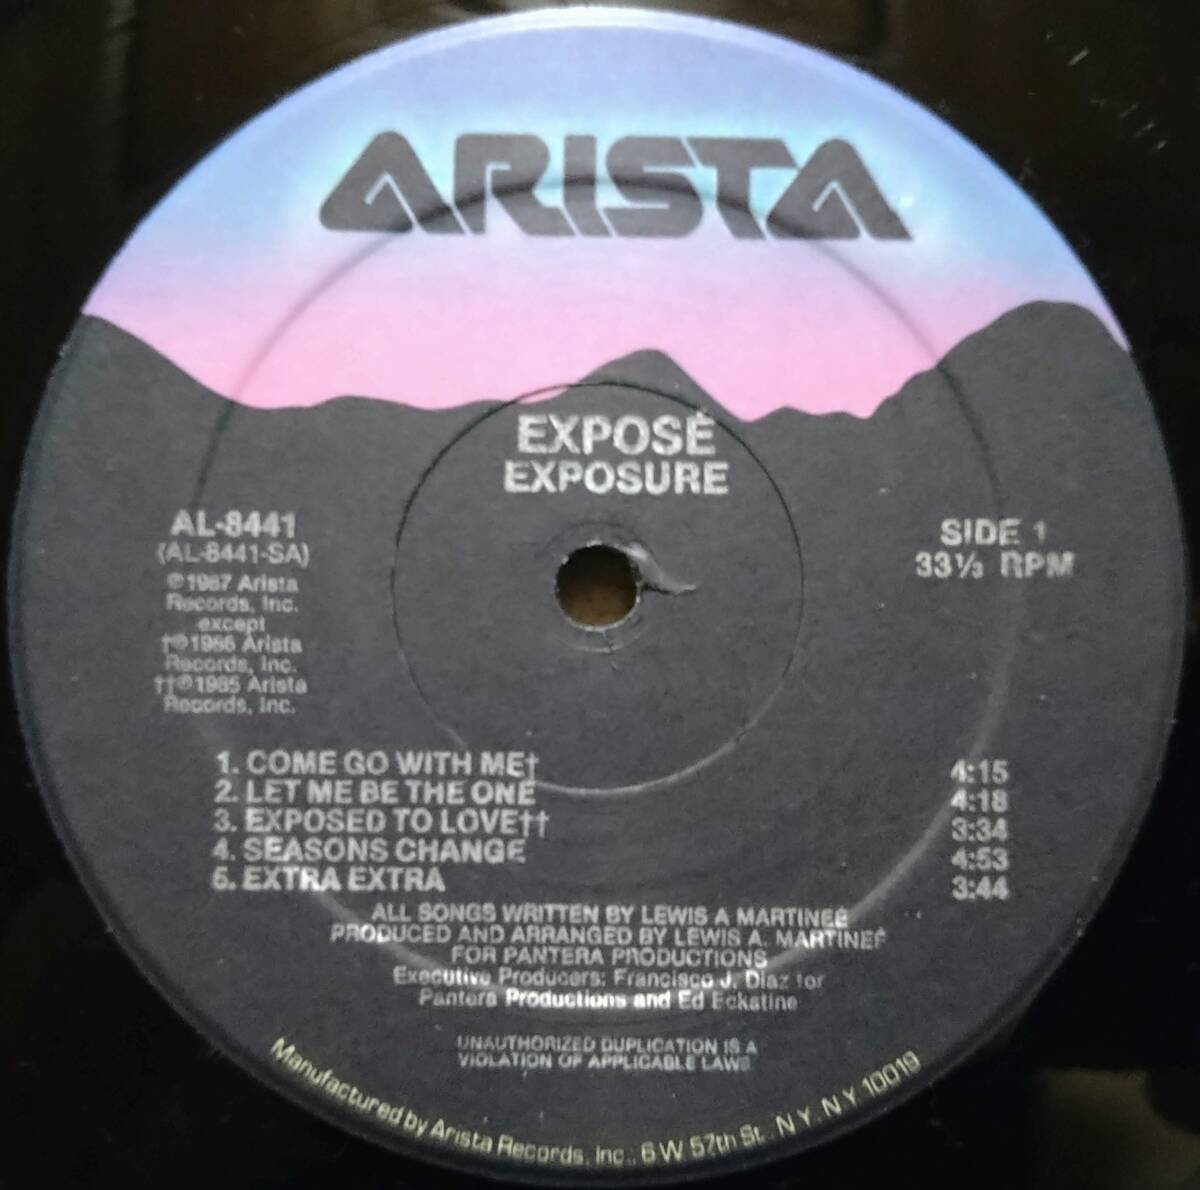 ARISTA
EXPOSÉ
EXPOSURE
AL-8441
(AL-8441-SA)
℗1987 Arista
Records, Inc.
except
†℗1986 Arista
Records, Inc.
††℗1985 Arista
Records, Inc.
SIDE 1
33⅓ RPM
1. COME GO WITH ME† 4:15
2. LET ME BE THE ONE 4:18
3. EXPOSED TO LOVE†† 3:34
4. SEASONS CHANGE 4:53
5. EXTRA EXTRA 3:44
ALL SONGS WRITTEN BY LEWIS A MARTINEÉ
PRODUCED AND ARRANGED BY LEWIS A. MARTINEÉ
FOR PANTERA PRODUCTIONS
Executive Producers: Francisco J. Diaz for
Pantera Productions and Ed Eckstine
UNAUTHORIZED DUPLICATION IS A
VIOLATION OF APPLICABLE LAWS
Manufactured by Arista Records, Inc., 6 W 57th St., N.Y. N.Y 10019